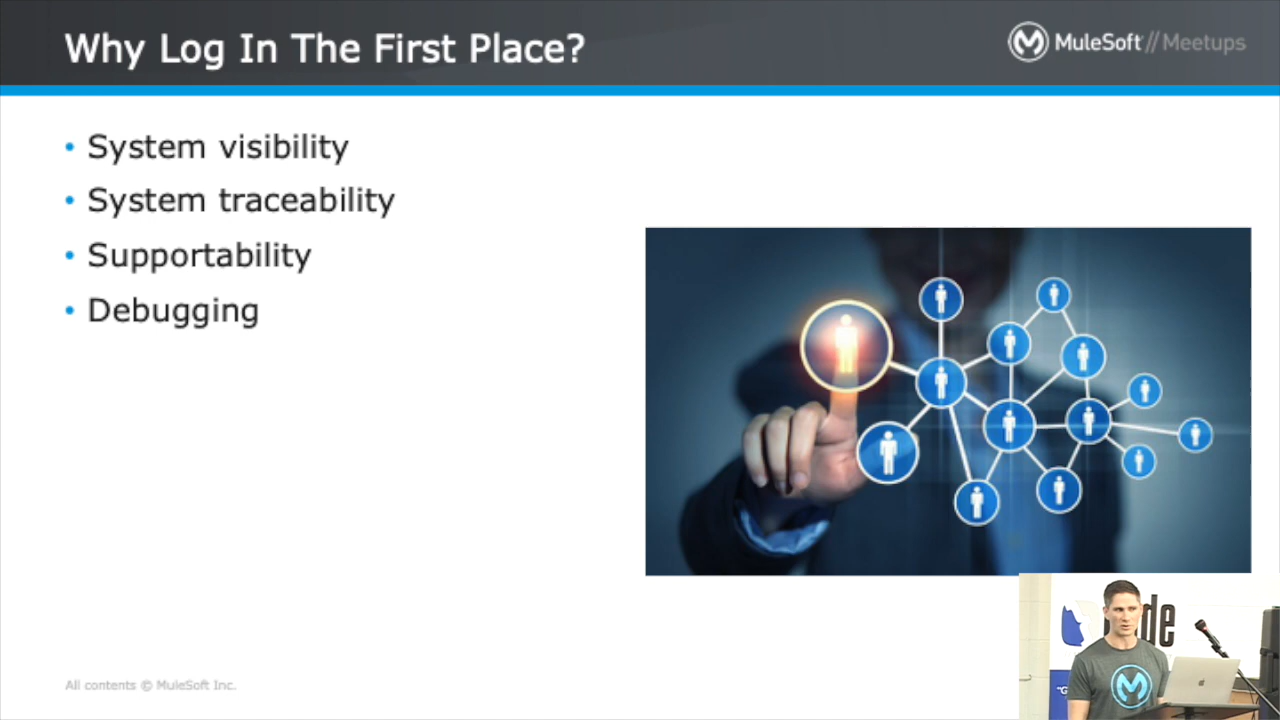 Why Log In The First Place?
MuleSoft // Meetups
• System visibility
• System traceability
• Supportability
• Debugging
All contents © MuleSoft Inc.